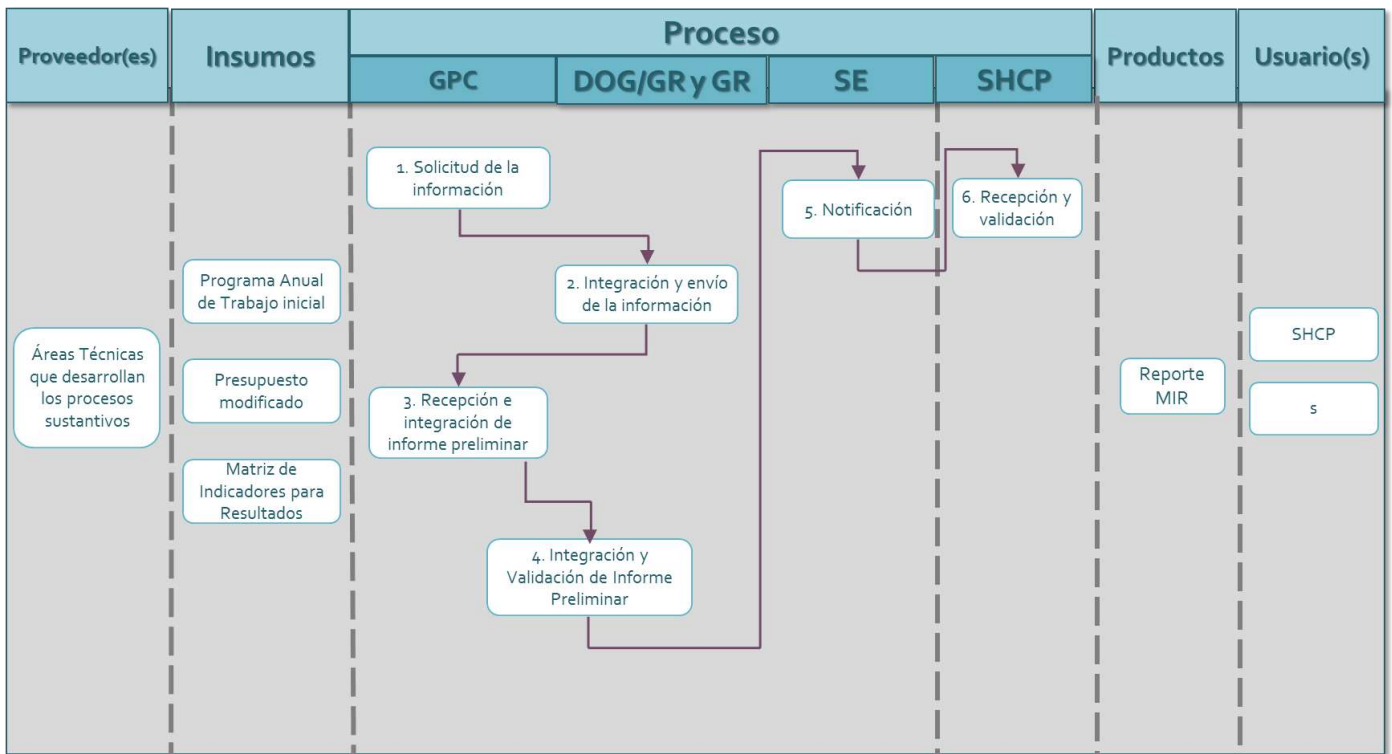 Proveedor(es)
Insumos
Proceso
GPC
DOG/GR y GR
SE
SHCP
Productos
Usuario(s)
Áreas Técnicas
que desarrollan
los procesos
sustantivos
Programa Anual
de Trabajo inicial
Presupuesto
modificado
Matriz de
Indicadores para
Resultados
1. Solicitud de la
información
2. Integración y envío
de la información
3. Recepción e
integración de
informe preliminar
4. Integración y
Validación de Informe
Preliminar
5. Notificación
6. Recepción y
validación
Reporte
MIR
SHCP
s